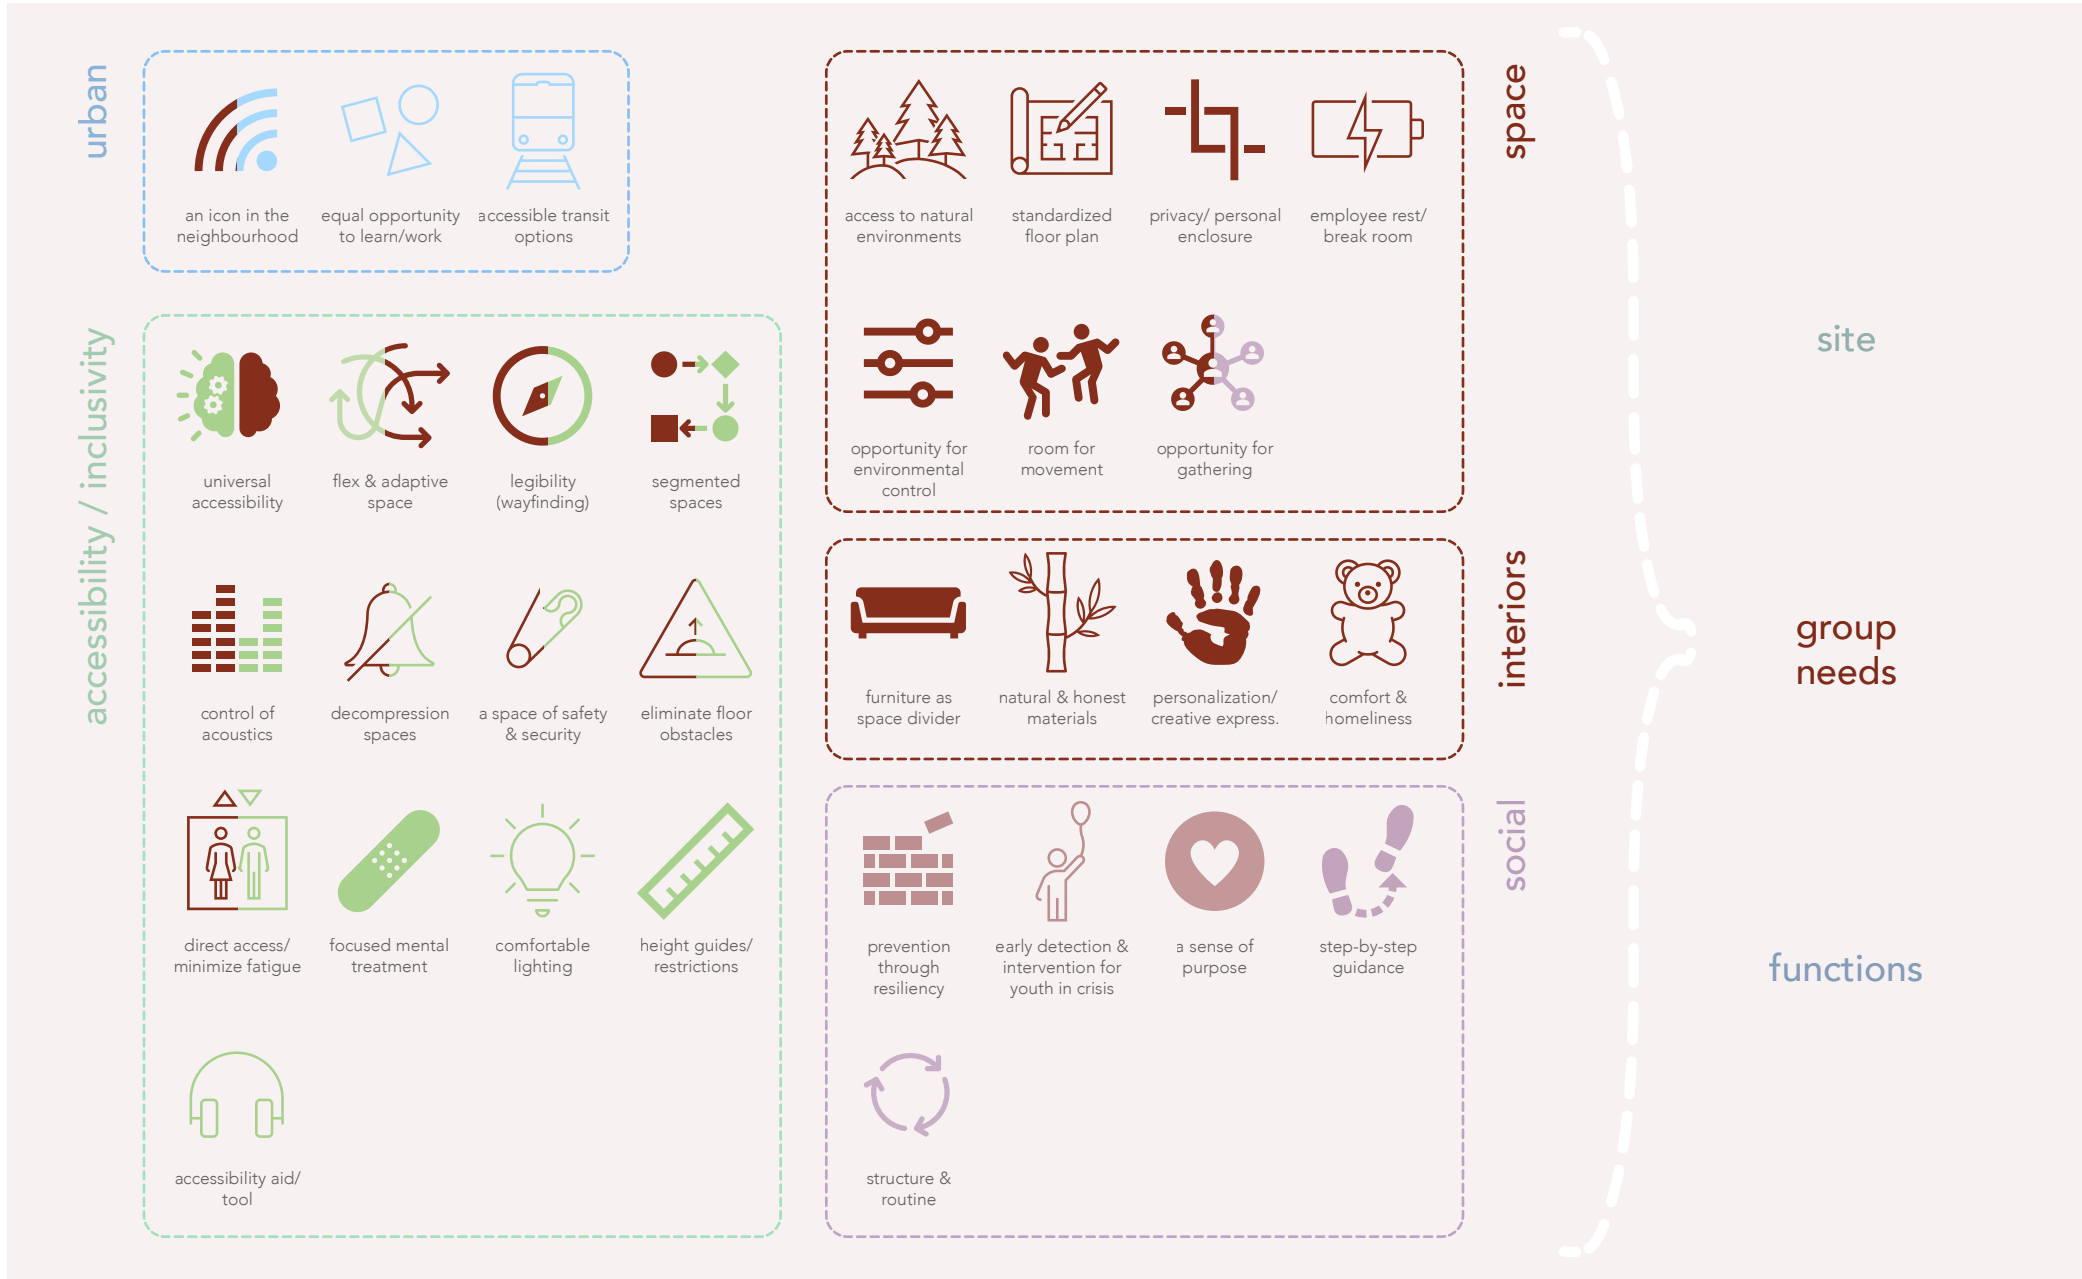 urban
an icon in the
neighbourhood
equal opportunity
to learn/work
accessible transit
options
accessibility / inclusivity
universal
accessibility
flex & adaptive
space
legibility
(wayfinding)
segmented
spaces
control of
acoustics
decompression
spaces
a space of safety
& security
eliminate floor
obstacles
direct access/
minimize fatigue
focused mental
treatment
comfortable
lighting
height guides/
restrictions
accessibility aid/
tool
space
access to natural
environments
standardized
floor plan
privacy/ personal
enclosure
employee rest/
break room
opportunity for
environmental
control
room for
movement
opportunity for
gathering
interiors
furniture as
space divider
natural & honest
materials
personalization/
creative express.
comfort &
homeliness
social
prevention
through
resiliency
early detection &
intervention for
youth in crisis
a sense of
purpose
step-by-step
guidance
structure &
routine
site
group
needs
functions